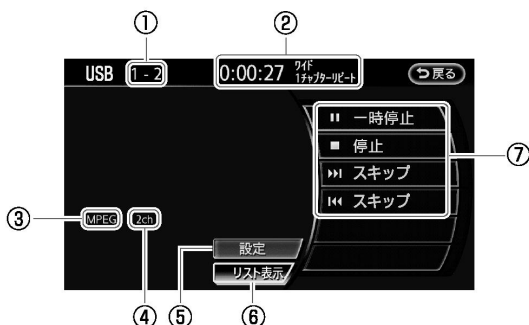 ① ②
USB 1 - 2 0:00:27 ワイド 1チャプターリピート 戻る
一時停止
停止 ⑦
スキップ
スキップ
③ MPEG 2ch
設定
リスト表示
④ ⑤ ⑥